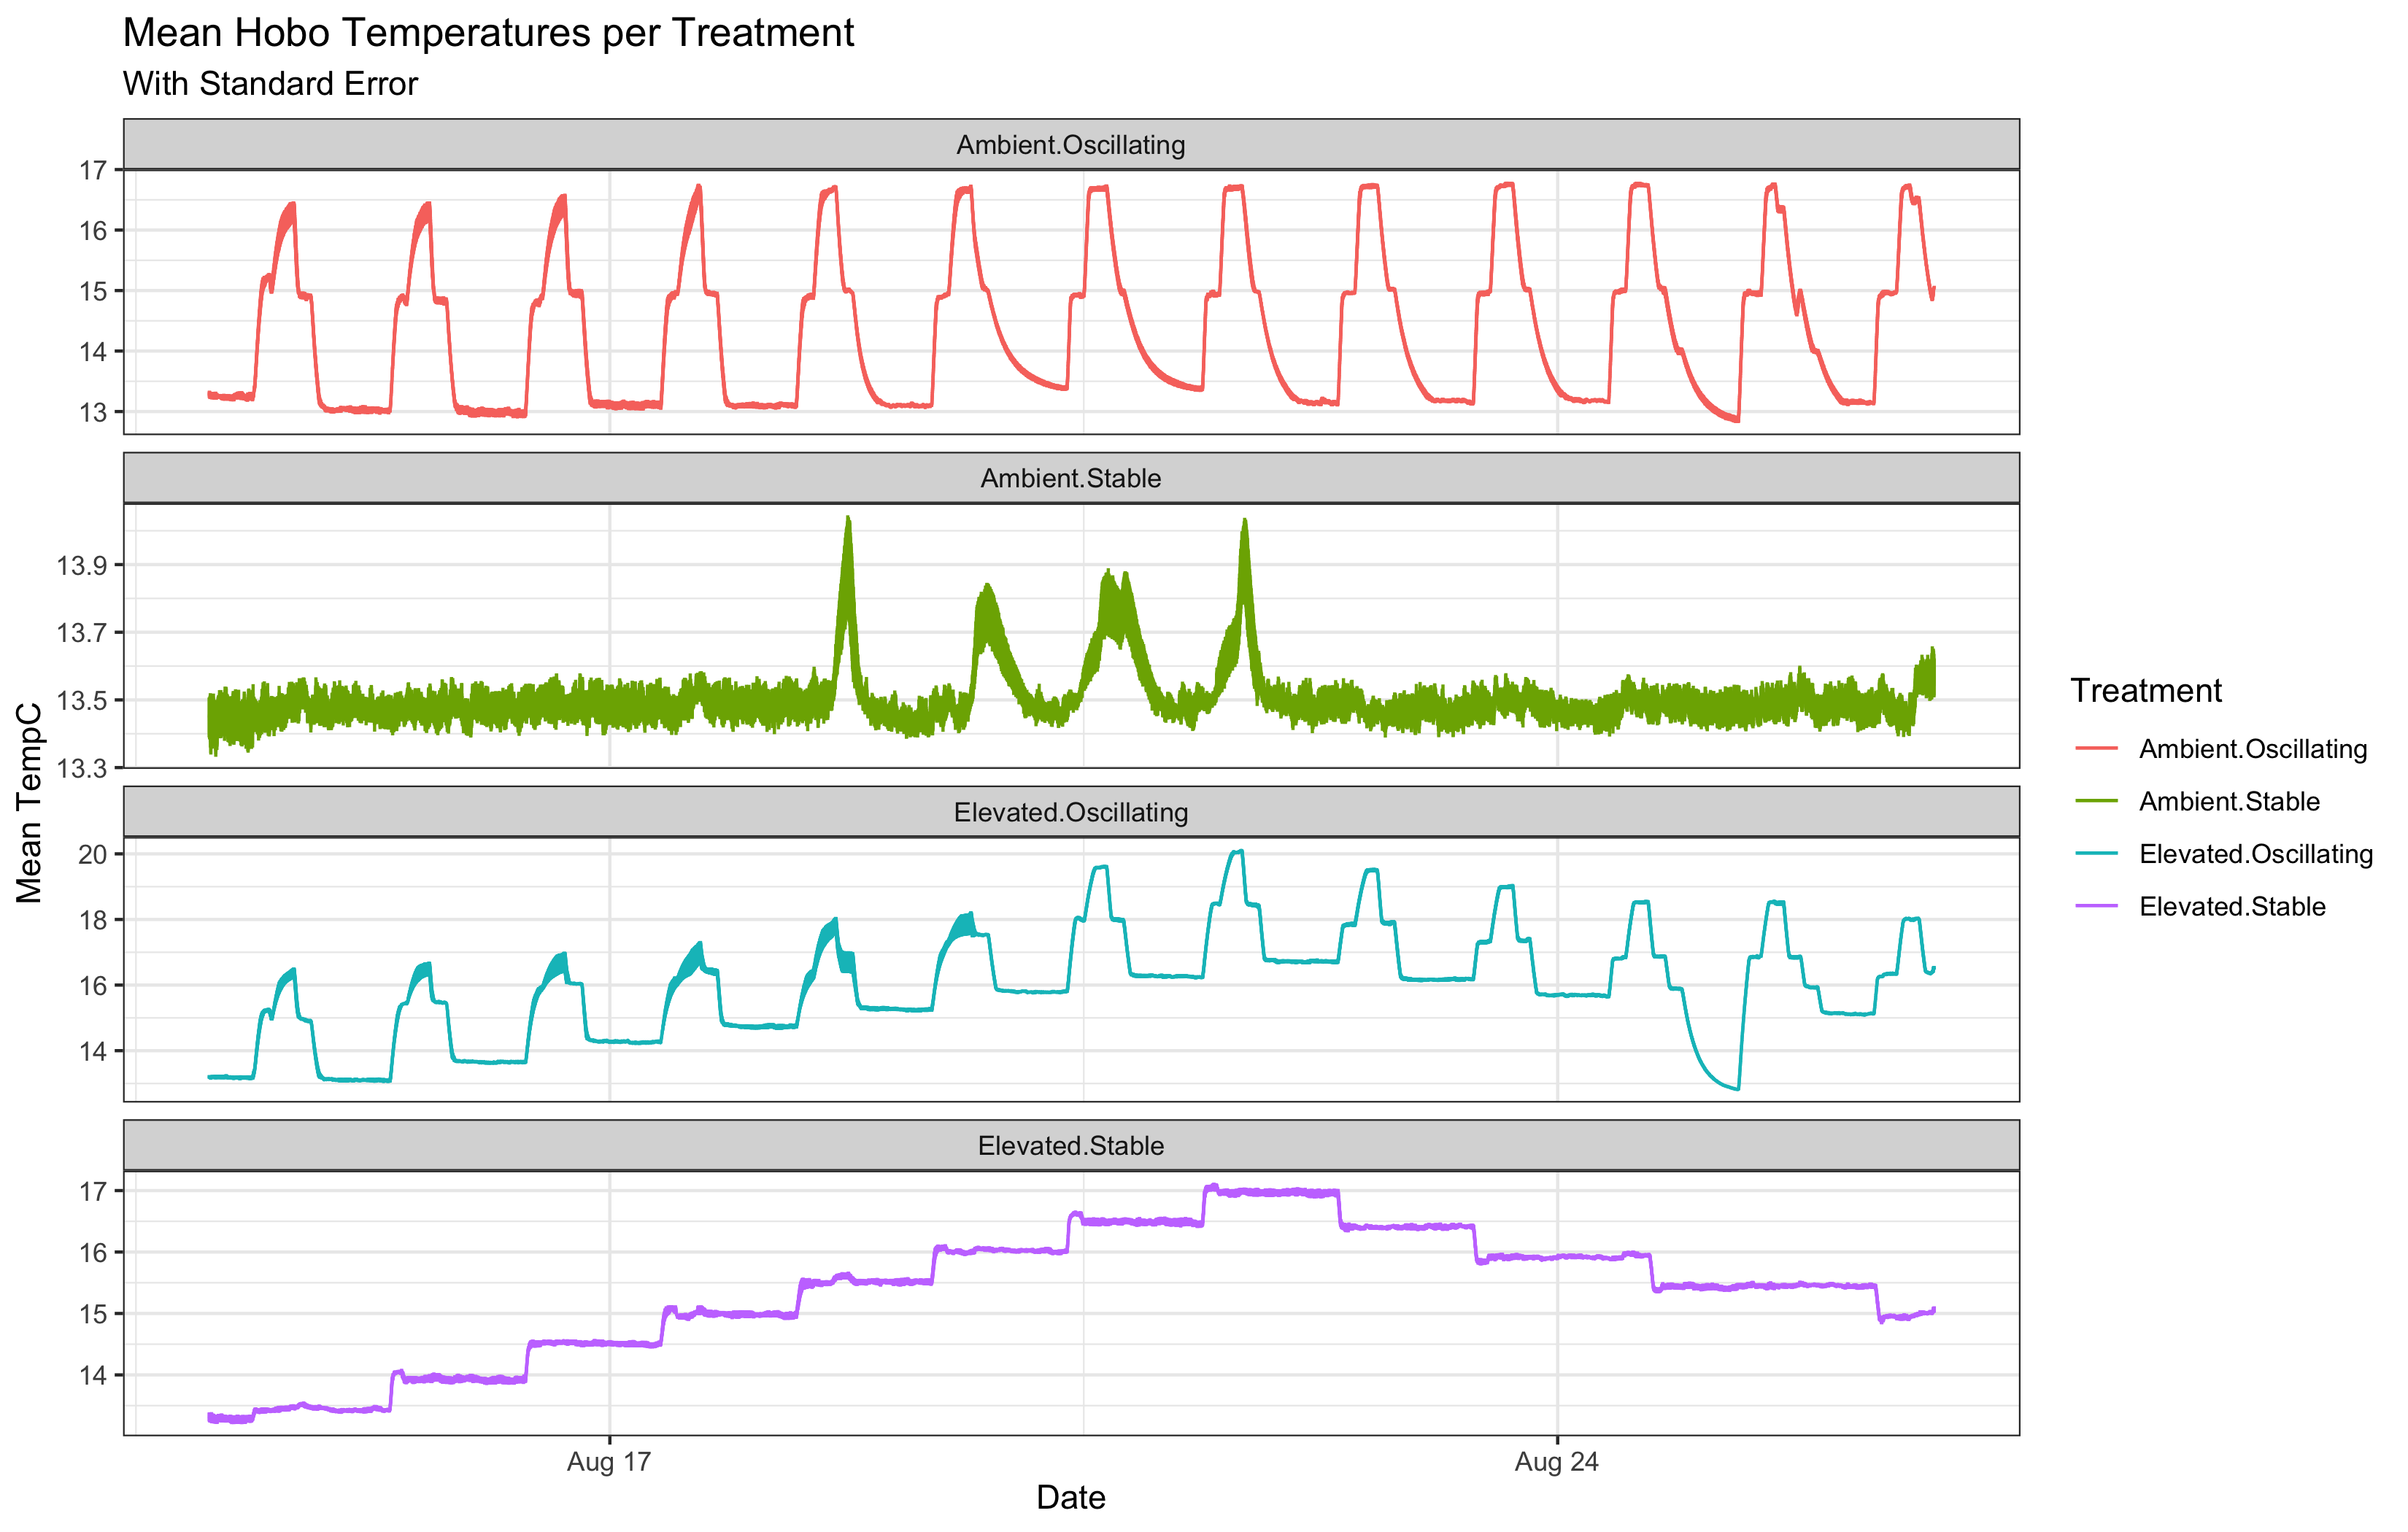 Mean Hobo Temperatures per Treatment
With Standard Error
Ambient.Oscillating
17
16
15
14
13
Ambient.Stable
13.9
13.7
13.5
13.3
Elevated.Oscillating
20
18
16
14
Elevated.Stable
17
16
15
14
Aug 17
Aug 24
Date
Mean TempC
Treatment
Ambient.Oscillating
Ambient.Stable
Elevated.Oscillating
Elevated.Stable